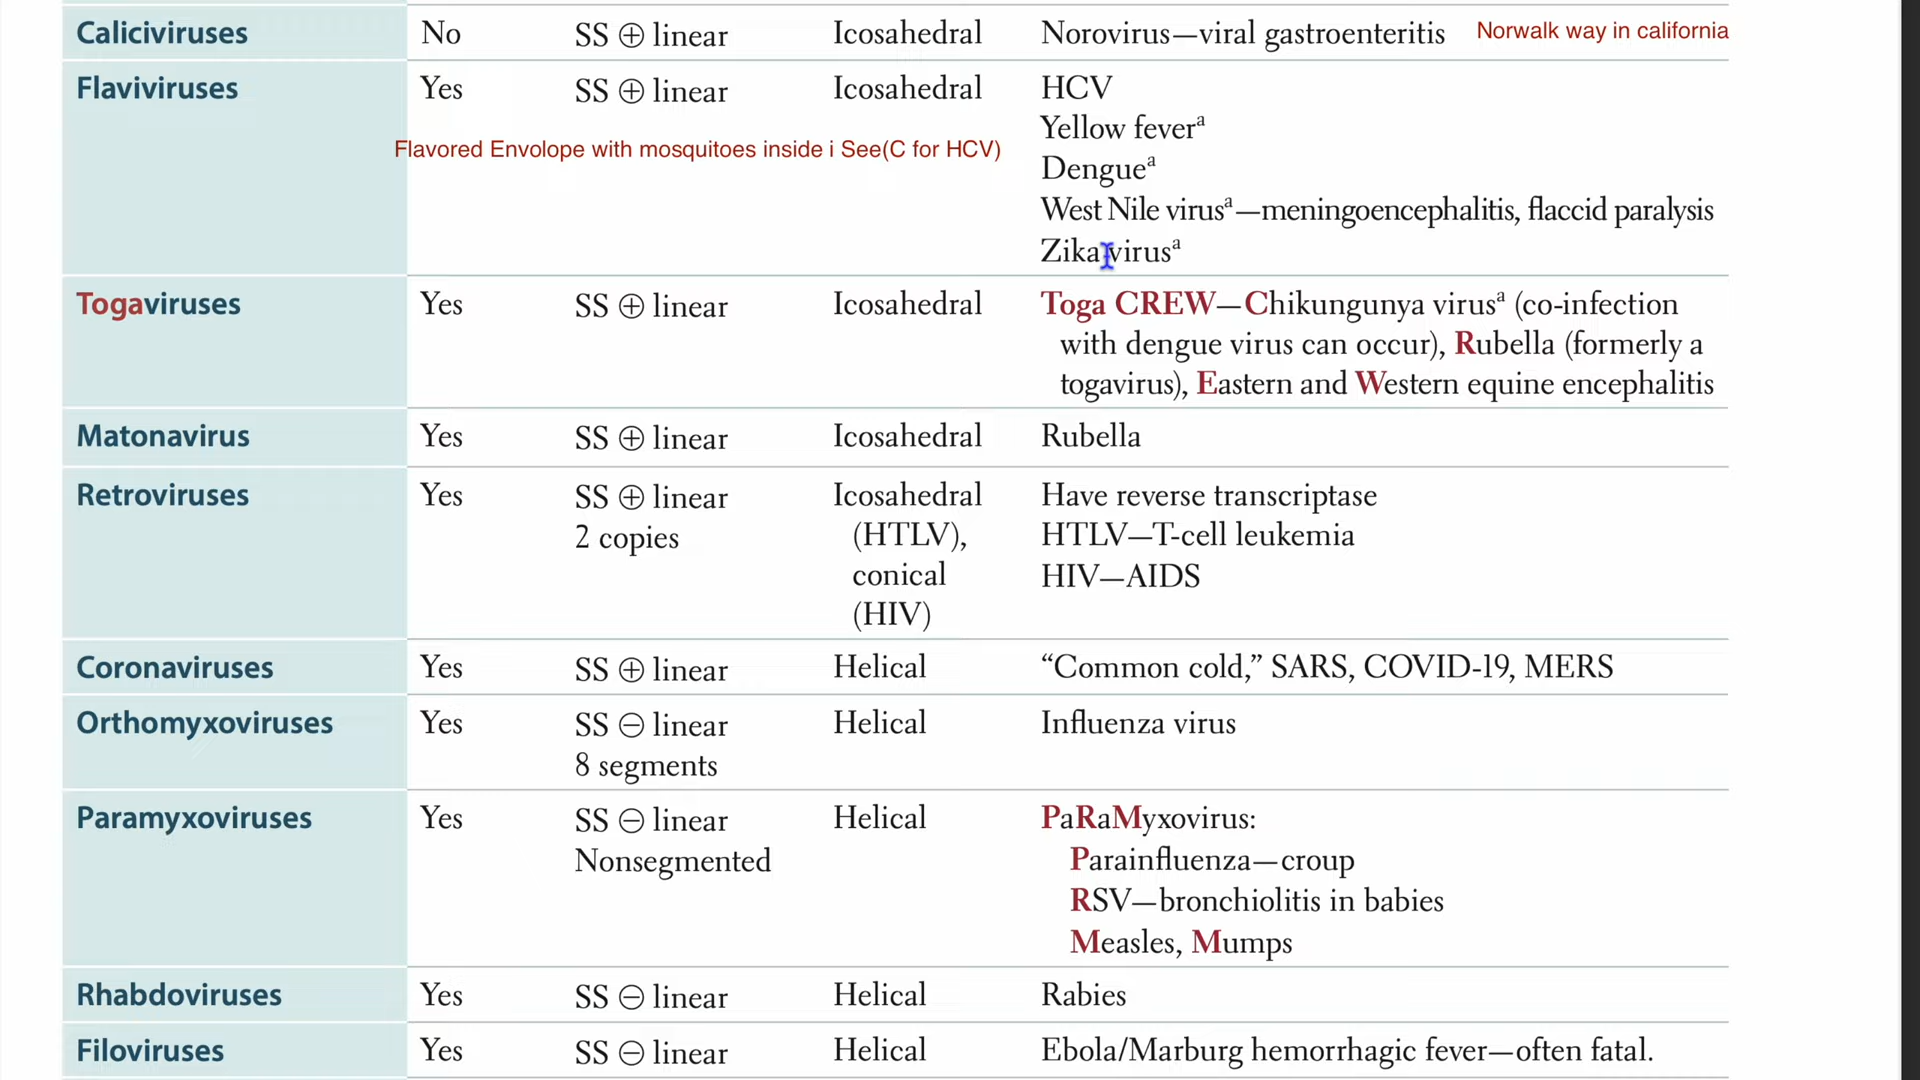 Caliciviruses No SS ⊕ linear Icosahedral Norovirus—viral gastroenteritis Norwalk way in california
Flaviviruses Yes SS ⊕ linear Icosahedral HCV
Yellow feverᵃ
Flavored Envolope with mosquitoes inside i See(C for HCV)
Dengueᵃ
West Nile virusᵃ—meningoencephalitis, flaccid paralysis
Zika virusᵃ
Togaviruses Yes SS ⊕ linear Icosahedral Toga CREW—Chikungunya virusᵃ (co-infection
with dengue virus can occur), Rubella (formerly a
togavirus), Eastern and Western equine encephalitis
Matonavirus Yes SS ⊕ linear Icosahedral Rubella
Retroviruses Yes SS ⊕ linear Icosahedral Have reverse transcriptase
2 copies (HTLV), HTLV—T-cell leukemia
conical HIV—AIDS
(HIV)
Coronaviruses Yes SS ⊕ linear Helical “Common cold,” SARS, COVID-19, MERS
Orthomyxoviruses Yes SS ⊖ linear Helical Influenza virus
8 segments
Paramyxoviruses Yes SS ⊖ linear Helical PaRaMyxovirus:
Nonsegmented Parainfluenza—croup
RSV—bronchiolitis in babies
Measles, Mumps
Rhabdoviruses Yes SS ⊖ linear Helical Rabies
Filoviruses Yes SS ⊖ linear Helical Ebola/Marburg hemorrhagic fever—often fatal.